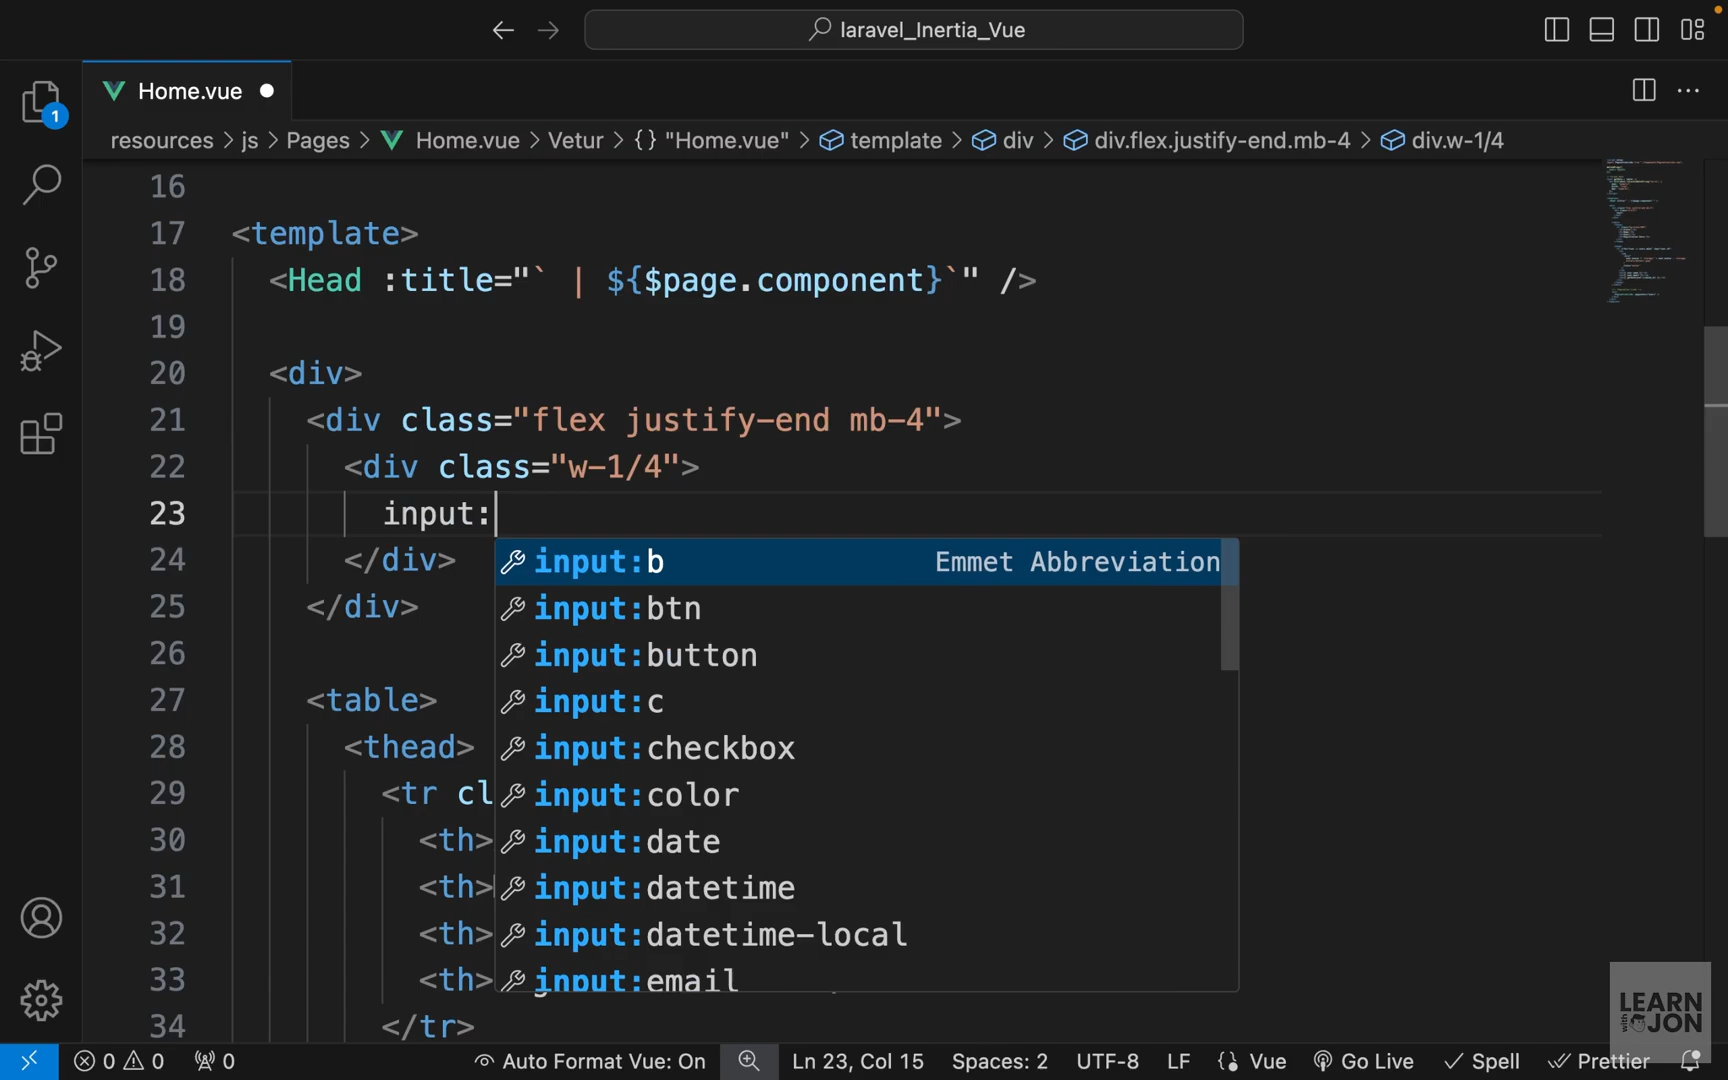 laravel_Inertia_Vue
Home.vue
1
resources > js > Pages > Home.vue > Vetur > {} "Home.vue" > template > div > div.flex.justify-end.mb-4 > div.w-1/4
16
17 <template>
18 <Head :title="` | ${$page.component}`" />
19
20 <div>
21 <div class="flex justify-end mb-4">
22 <div class="w-1/4">
23 input:
24 </div>
input:b Emmet Abbreviation
25 </div>
input:btn
26
input:button
27 <table>
input:c
28 <thead>
input:checkbox
29 <tr cl
input:color
30 <th>
input:date
31 <th>
input:datetime
32 <th>
input:datetime-local
33 <th>
input:email
34 </tr>
LEARN
with JON
0 0 0 Auto Format Vue: On Ln 23, Col 15 Spaces: 2 UTF-8 LF {} Vue Go Live Spell Prettier